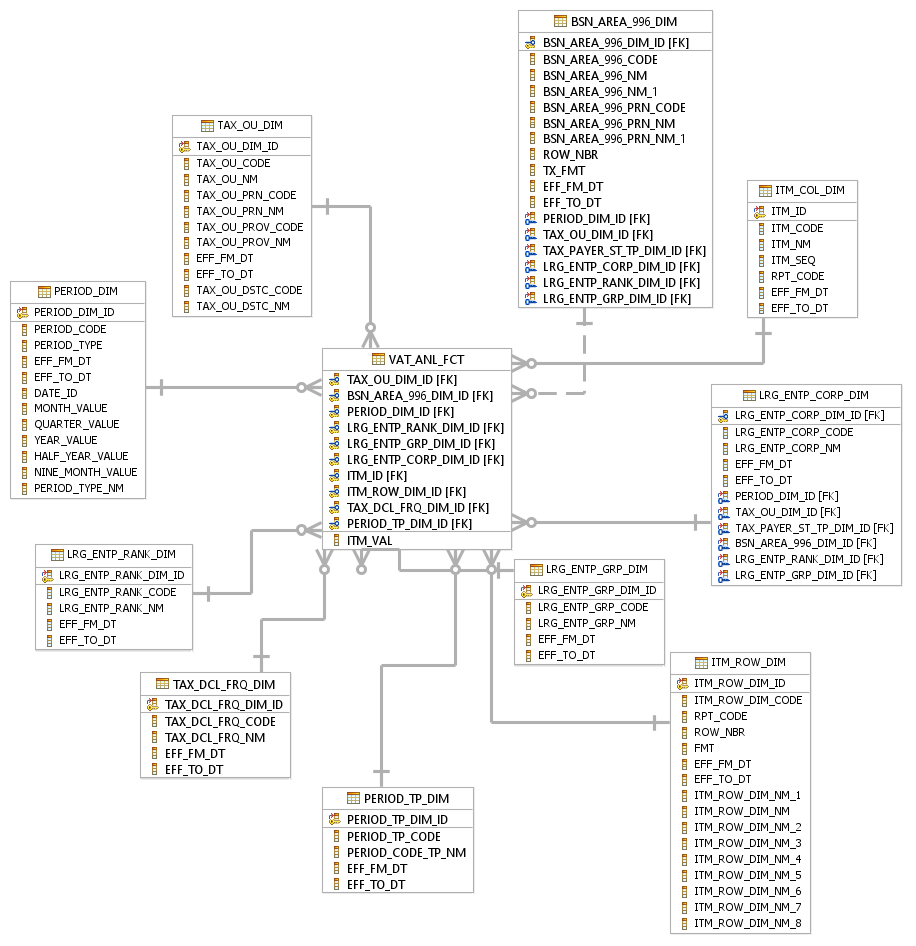 BSN_AREA_996_DIM
BSN_AREA_996_DIM_ID [FK]
BSN_AREA_996_CODE
BSN_AREA_996_NM
BSN_AREA_996_NM_1
BSN_AREA_996_PRN_CODE
BSN_AREA_996_PRN_NM
BSN_AREA_996_PRN_NM_1
ROW_NBR
TX_FMT
EFF_FM_DT
EFF_TO_DT
PERIOD_DIM_ID [FK]
TAX_OU_DIM_ID [FK]
TAX_PAYER_ST_TP_DIM_ID [FK]
LRG_ENTP_CORP_DIM_ID [FK]
LRG_ENTP_RANK_DIM_ID [FK]
LRG_ENTP_GRP_DIM_ID [FK]
TAX_OU_DIM
TAX_OU_DIM_ID
TAX_OU_CODE
TAX_OU_NM
TAX_OU_PRN_CODE
TAX_OU_PRN_NM
TAX_OU_PROV_CODE
TAX_OU_PROV_NM
EFF_FM_DT
EFF_TO_DT
TAX_OU_DSTC_CODE
TAX_OU_DSTC_NM
ITM_COL_DIM
ITM_ID
ITM_CODE
ITM_NM
ITM_SEQ
RPT_CODE
EFF_FM_DT
EFF_TO_DT
PERIOD_DIM
PERIOD_DIM_ID
PERIOD_CODE
PERIOD_TYPE
EFF_FM_DT
EFF_TO_DT
DATE_ID
MONTH_VALUE
QUARTER_VALUE
YEAR_VALUE
HALF_YEAR_VALUE
NINE_MONTH_VALUE
PERIOD_TYPE_NM
VAT_ANL_FCT
TAX_OU_DIM_ID [FK]
BSN_AREA_996_DIM_ID [FK]
PERIOD_DIM_ID [FK]
LRG_ENTP_RANK_DIM_ID [FK]
LRG_ENTP_GRP_DIM_ID [FK]
LRG_ENTP_CORP_DIM_ID [FK]
ITM_ID [FK]
ITM_ROW_DIM_ID [FK]
TAX_DCL_FRQ_DIM_ID [FK]
PERIOD_TP_DIM_ID [FK]
ITM_VAL
LRG_ENTP_CORP_DIM
LRG_ENTP_CORP_DIM_ID [FK]
LRG_ENTP_CORP_CODE
LRG_ENTP_CORP_NM
EFF_FM_DT
EFF_TO_DT
PERIOD_DIM_ID [FK]
TAX_OU_DIM_ID [FK]
TAX_PAYER_ST_TP_DIM_ID [FK]
BSN_AREA_996_DIM_ID [FK]
LRG_ENTP_RANK_DIM_ID [FK]
LRG_ENTP_GRP_DIM_ID [FK]
LRG_ENTP_RANK_DIM
LRG_ENTP_RANK_DIM_ID
LRG_ENTP_RANK_CODE
LRG_ENTP_RANK_NM
EFF_FM_DT
EFF_TO_DT
LRG_ENTP_GRP_DIM
LRG_ENTP_GRP_DIM_ID
LRG_ENTP_GRP_CODE
LRG_ENTP_GRP_NM
EFF_FM_DT
EFF_TO_DT
TAX_DCL_FRQ_DIM
TAX_DCL_FRQ_DIM_ID
TAX_DCL_FRQ_CODE
TAX_DCL_FRQ_NM
EFF_FM_DT
EFF_TO_DT
ITM_ROW_DIM
ITM_ROW_DIM_ID
ITM_ROW_DIM_CODE
RPT_CODE
ROW_NBR
FMT
EFF_FM_DT
EFF_TO_DT
ITM_ROW_DIM_NM_1
ITM_ROW_DIM_NM
ITM_ROW_DIM_NM_2
ITM_ROW_DIM_NM_3
ITM_ROW_DIM_NM_4
ITM_ROW_DIM_NM_5
ITM_ROW_DIM_NM_6
ITM_ROW_DIM_NM_7
ITM_ROW_DIM_NM_8
PERIOD_TP_DIM
PERIOD_TP_DIM_ID
PERIOD_TP_CODE
PERIOD_CODE_TP_NM
EFF_FM_DT
EFF_TO_DT